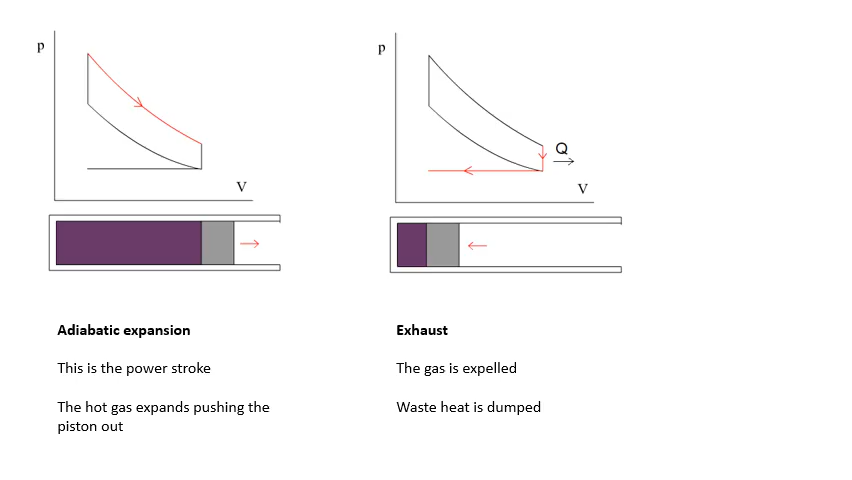 p
V
Adiabatic expansion
This is the power stroke
The hot gas expands pushing the
piston out
p
Q
V
Exhaust
The gas is expelled
Waste heat is dumped